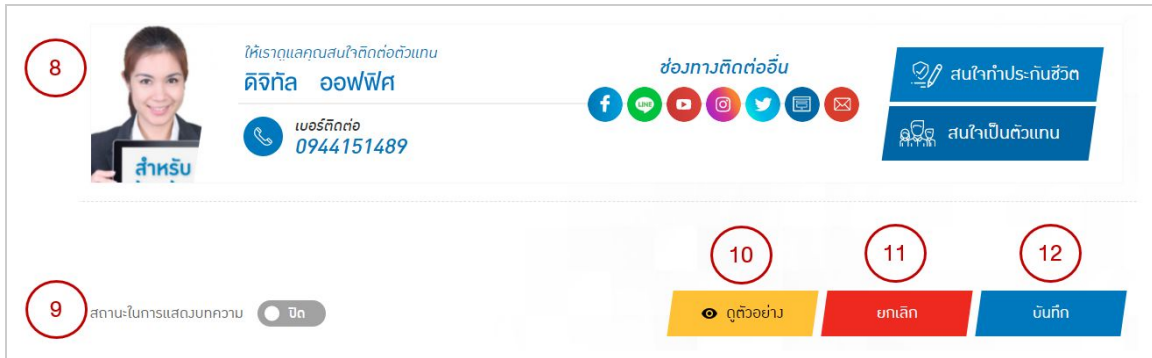 8
ให้เราดูแลคุณสนใจติดต่อตัวแทน
ดิจิทัล ออฟฟิศ
เบอร์ติดต่อ
0944151489
สำหรับ
ช่องทางติดต่ออื่น
LINE
สนใจทำประกันชีวิต
สนใจเป็นตัวแทน
10
11
12
9
สถานะในการแสดงบทความ
ปิด
ดูตัวอย่าง
ยกเลิก
บันทึก